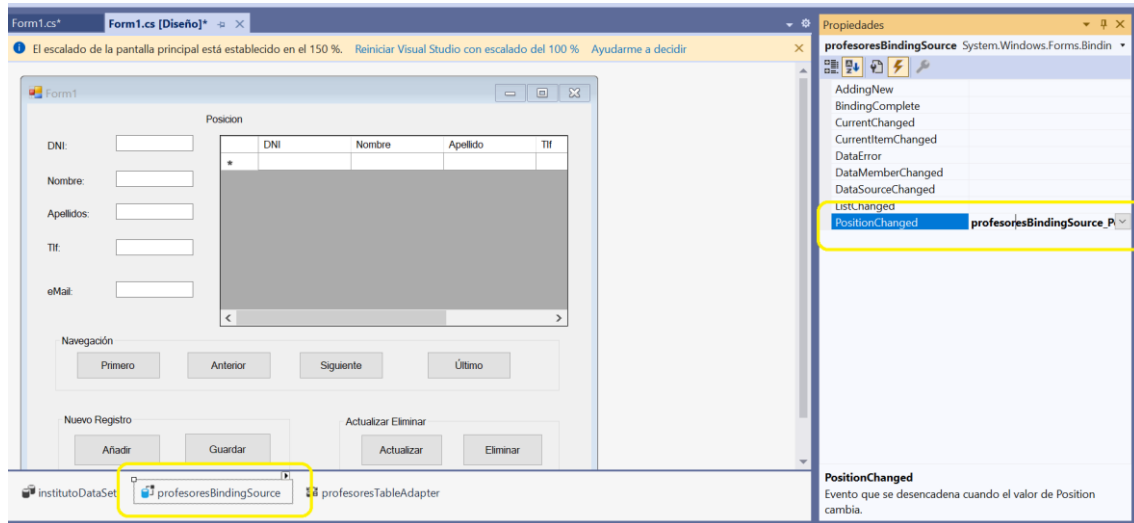 Form1.cs*
Form1.cs [Diseño]*
El escalado de la pantalla principal está establecido en el 150 %. Reiniciar Visual Studio con escalado del 100 % Ayudarme a decidir
Form1
Posicion
DNI:
Nombre:
Apellidos:
Tlf:
eMail:
DNI Nombre Apellido Tlf
*
Navegación
Primero Anterior Siguiente Último
Nuevo Registro
Añadir Guardar
Actualizar Eliminar
Actualizar Eliminar
institutoDataSet profesoresBindingSource profesoresTableAdapter
Propiedades
profesoresBindingSource System.Windows.Forms.Bindin
AddingNew
BindingComplete
CurrentChanged
CurrentItemChanged
DataError
DataMemberChanged
DataSourceChanged
ListChanged
PositionChanged profesoresBindingSource_P
PositionChanged
Evento que se desencadena cuando el valor de Position
cambia.